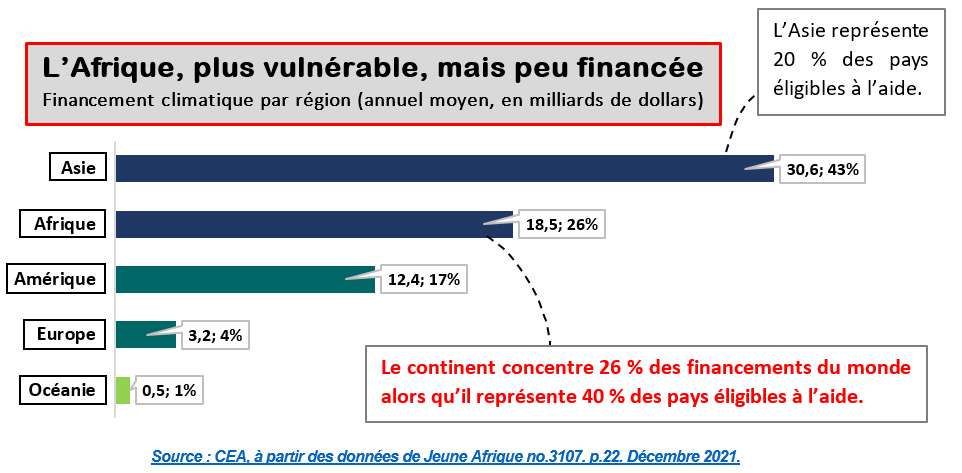 L’Asie représente
20 % des pays
éligibles à l’aide.
L’Afrique, plus vulnérable, mais peu financée
Financement climatique par région (annuel moyen, en milliards de dollars)
Asie
30,6; 43%
Afrique
18,5; 26%
Amérique
12,4; 17%
Europe
3,2; 4%
Le continent concentre 26 % des financements du monde
alors qu’il représente 40 % des pays éligibles à l’aide.
Océanie
0,5; 1%
Source : CEA, à partir des données de Jeune Afrique no.3107. p.22. Décembre 2021.